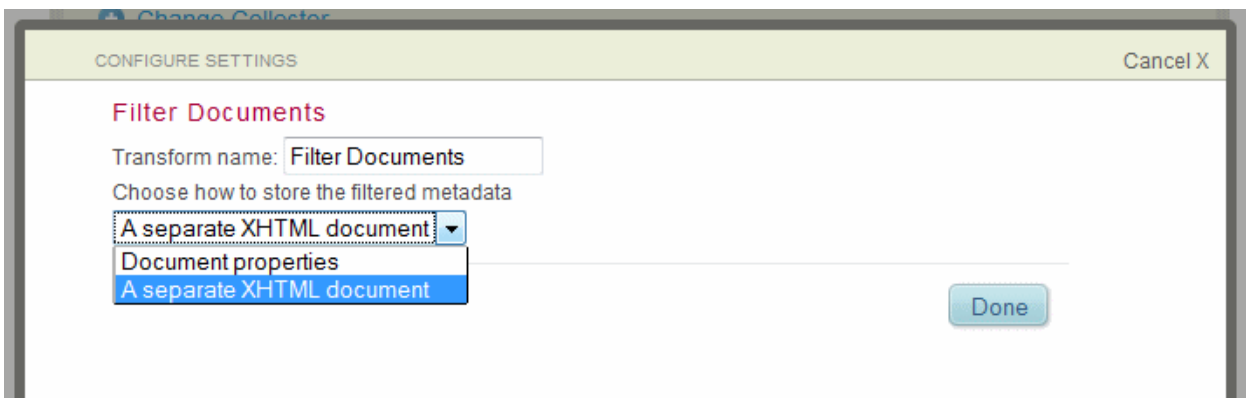 Change Collector
CONFIGURE SETTINGS
Cancel X
Filter Documents
Transform name: Filter Documents
Choose how to store the filtered metadata
A separate XHTML document
Document properties
A separate XHTML document
Done